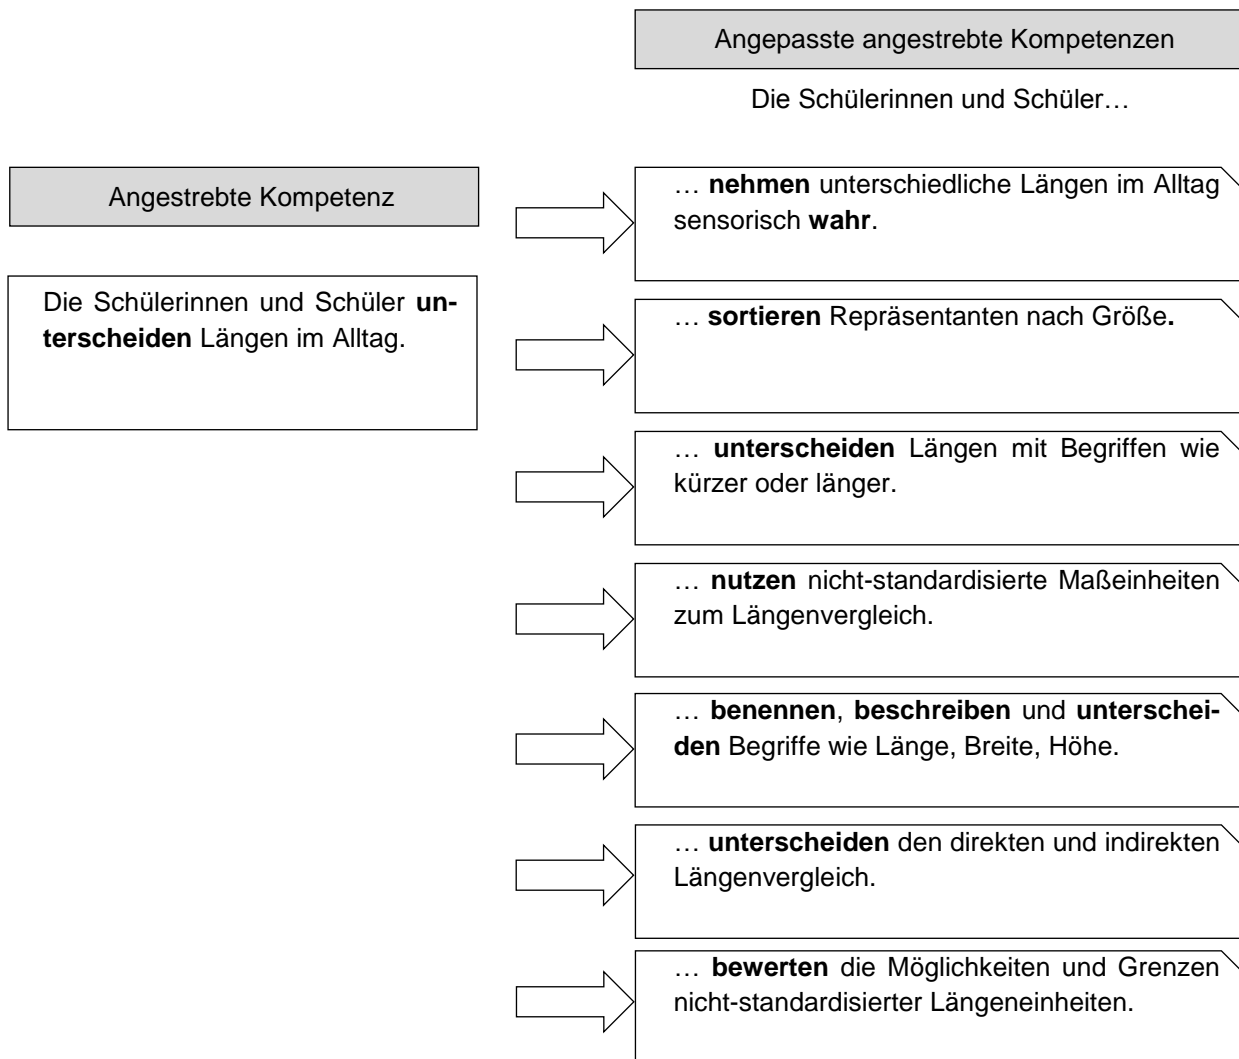 Angepasste angestrebte Kompetenzen
Die Schülerinnen und Schüler…
Angestrebte Kompetenz
Die Schülerinnen und Schüler un-
terscheiden Längen im Alltag.
… nehmen unterschiedliche Längen im Alltag
sensorisch wahr.
… sortieren Repräsentanten nach Größe.
… unterscheiden Längen mit Begriffen wie
kürzer oder länger.
… nutzen nicht-standardisierte Maßeinheiten
zum Längenvergleich.
… benennen, beschreiben und unterschei-
den Begriffe wie Länge, Breite, Höhe.
… unterscheiden den direkten und indirekten
Längenvergleich.
… bewerten die Möglichkeiten und Grenzen
nicht-standardisierter Längeneinheiten.